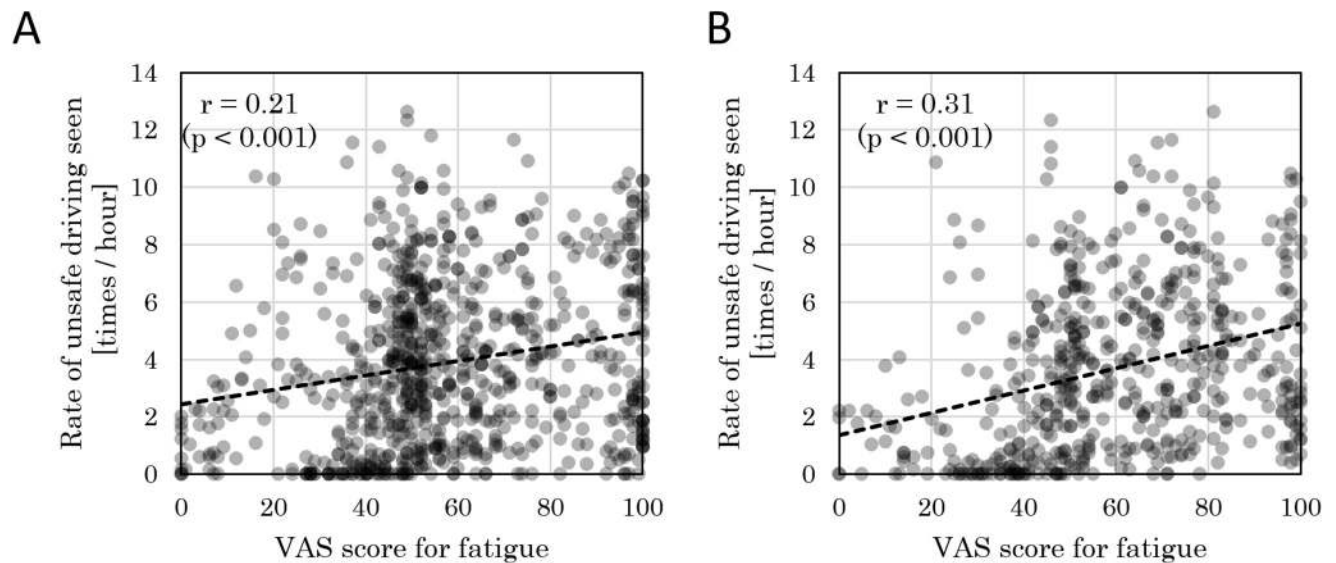 A
Rate of unsafe driving seen
[times / hour]
14
12
10
8
6
4
2
0
r = 0.21
(p < 0.001)
0 20 40 60 80 100
VAS score for fatigue
B
Rate of unsafe driving seen
[times / hour]
14
12
10
8
6
4
2
0
r = 0.31
(p < 0.001)
0 20 40 60 80 100
VAS score for fatigue